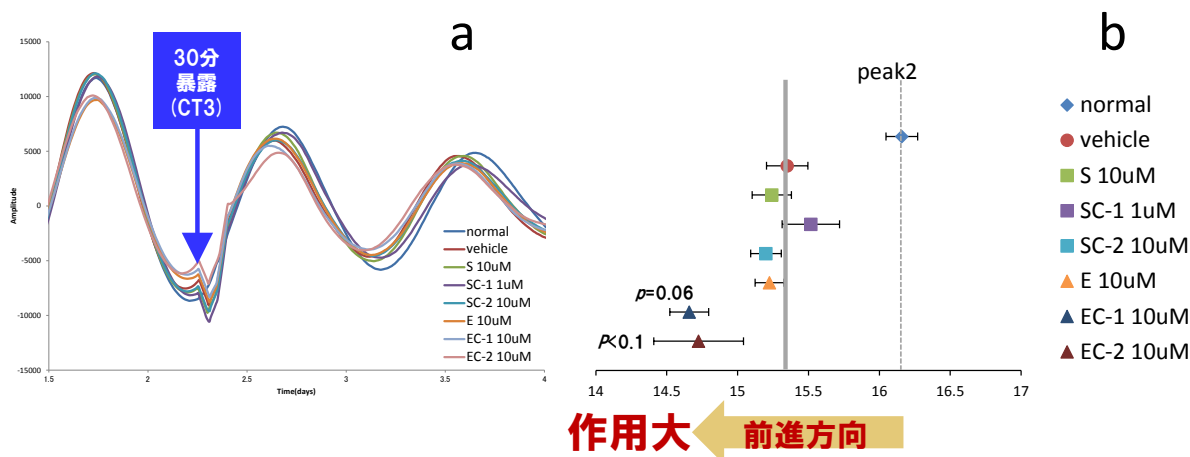 a
30分
暴露
(CT3)
15000
10000
5000
0
-5000
-10000
-15000
Amplitude
1.5
2
2.5
3
3.5
4
Time(days)
normal
vehicle
S 10uM
SC-1 1uM
SC-2 10uM
E 10uM
EC-1 10uM
EC-2 10uM
b
peak2
p=0.06
P<0.1
14
14.5
15
15.5
16
16.5
17
normal
vehicle
S 10uM
SC-1 1uM
SC-2 10uM
E 10uM
EC-1 10uM
EC-2 10uM
作用大
前進方向